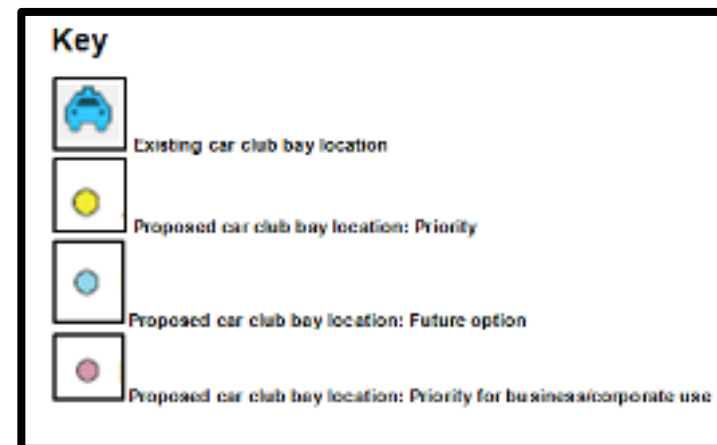 Key
Existing car club bay location
Proposed car club bay location: Priority
Proposed car club bay location: Future option
Proposed car club bay location: Priority for business/corporate use